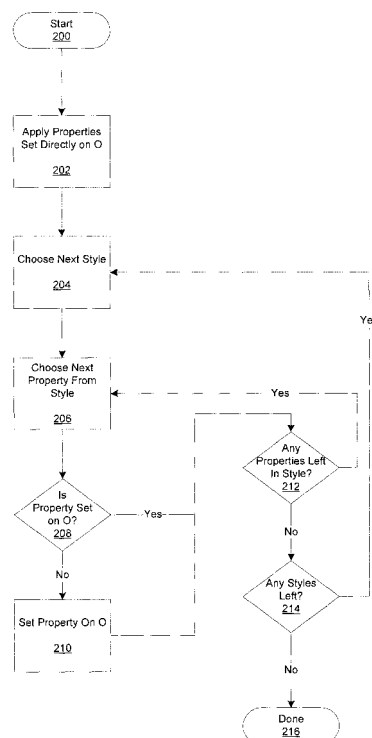 Start
200
Apply Properties
Set Directly on O
202
Choose Next Style
204
Choose Next
Property From
Style
206
Is
Property Set
on O?
208
Yes
No
Set Property On O
210
Yes
Any
Properties Left
In Style?
212
No
Any Styles
Left?
214
Ye
No
Done
216